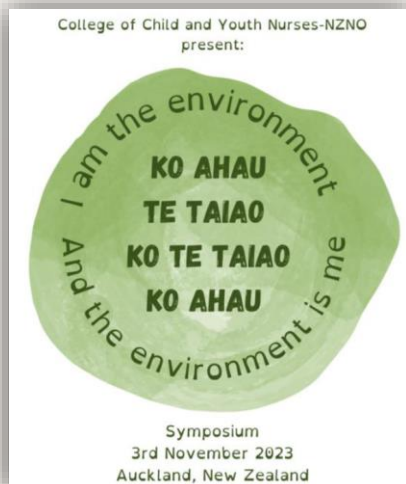 College of Child and Youth Nurses-NZNO
present:
I am the environment
KO AHAU
TE TAIAO
KO TE TAIAO
KO AHAU
And the environment is me
Symposium
3rd November 2023
Auckland, New Zealand